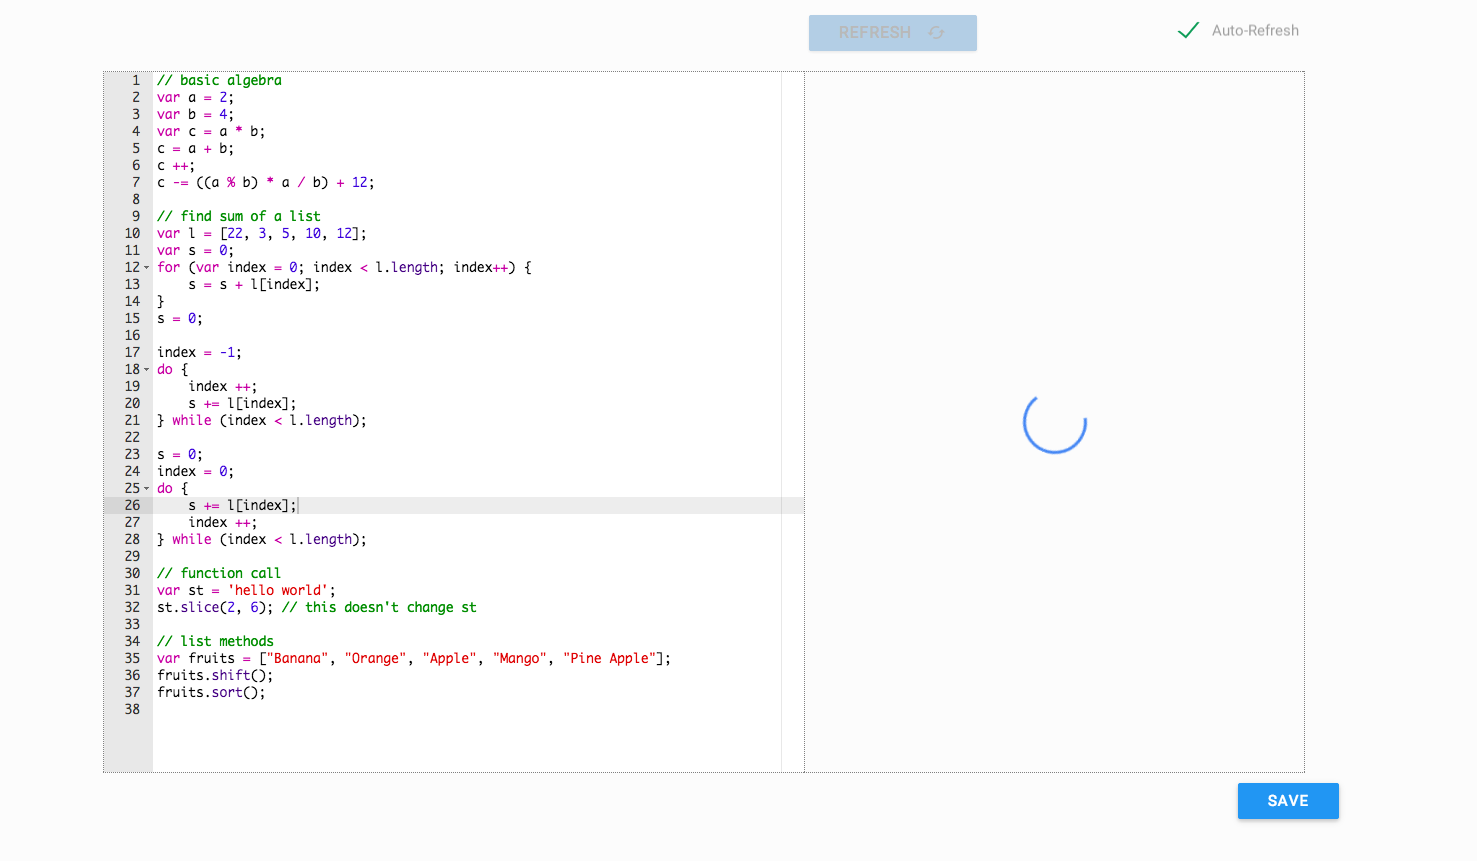 REFRESH
Auto-Refresh
1 // basic algebra
2 var a = 2;
3 var b = 4;
4 var c = a * b;
5 c = a + b;
6 c ++;
7 c -= ((a % b) * a / b) + 12;
8
9 // find sum of a list
10 var l = [22, 3, 5, 10, 12];
11 var s = 0;
12 for (var index = 0; index < l.length; index++) {
13     s = s + l[index];
14 }
15 s = 0;
16
17 index = -1;
18 do {
19     index ++;
20     s += l[index];
21 } while (index < l.length);
22
23 s = 0;
24 index = 0;
25 do {
26     s += l[index];
27     index ++;
28 } while (index < l.length);
29
30 // function call
31 var st = 'hello world';
32 st.slice(2, 6); // this doesn't change st
33
34 // list methods
35 var fruits = ["Banana", "Orange", "Apple", "Mango", "Pine Apple"];
36 fruits.shift();
37 fruits.sort();
38
SAVE